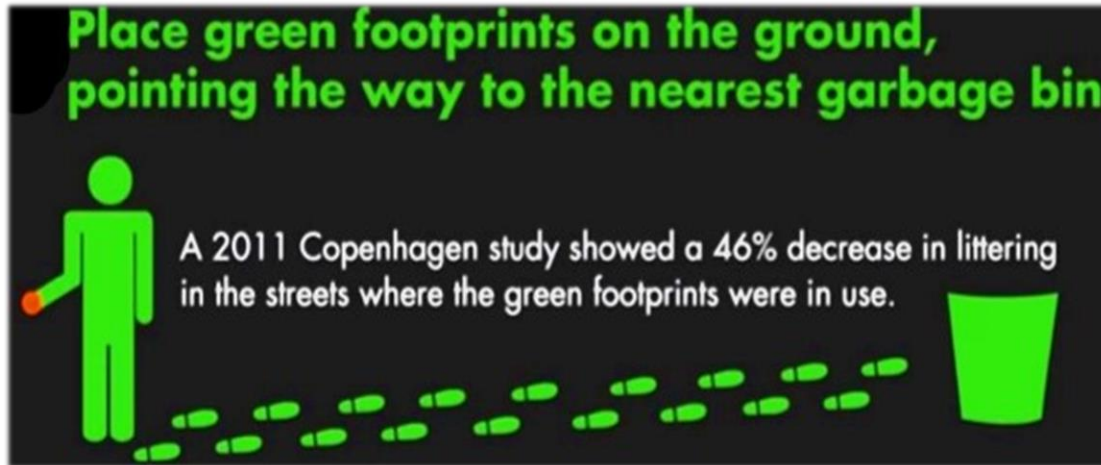 Place green footprints on the ground,
pointing the way to the nearest garbage bin
A 2011 Copenhagen study showed a 46% decrease in littering
in the streets where the green footprints were in use.